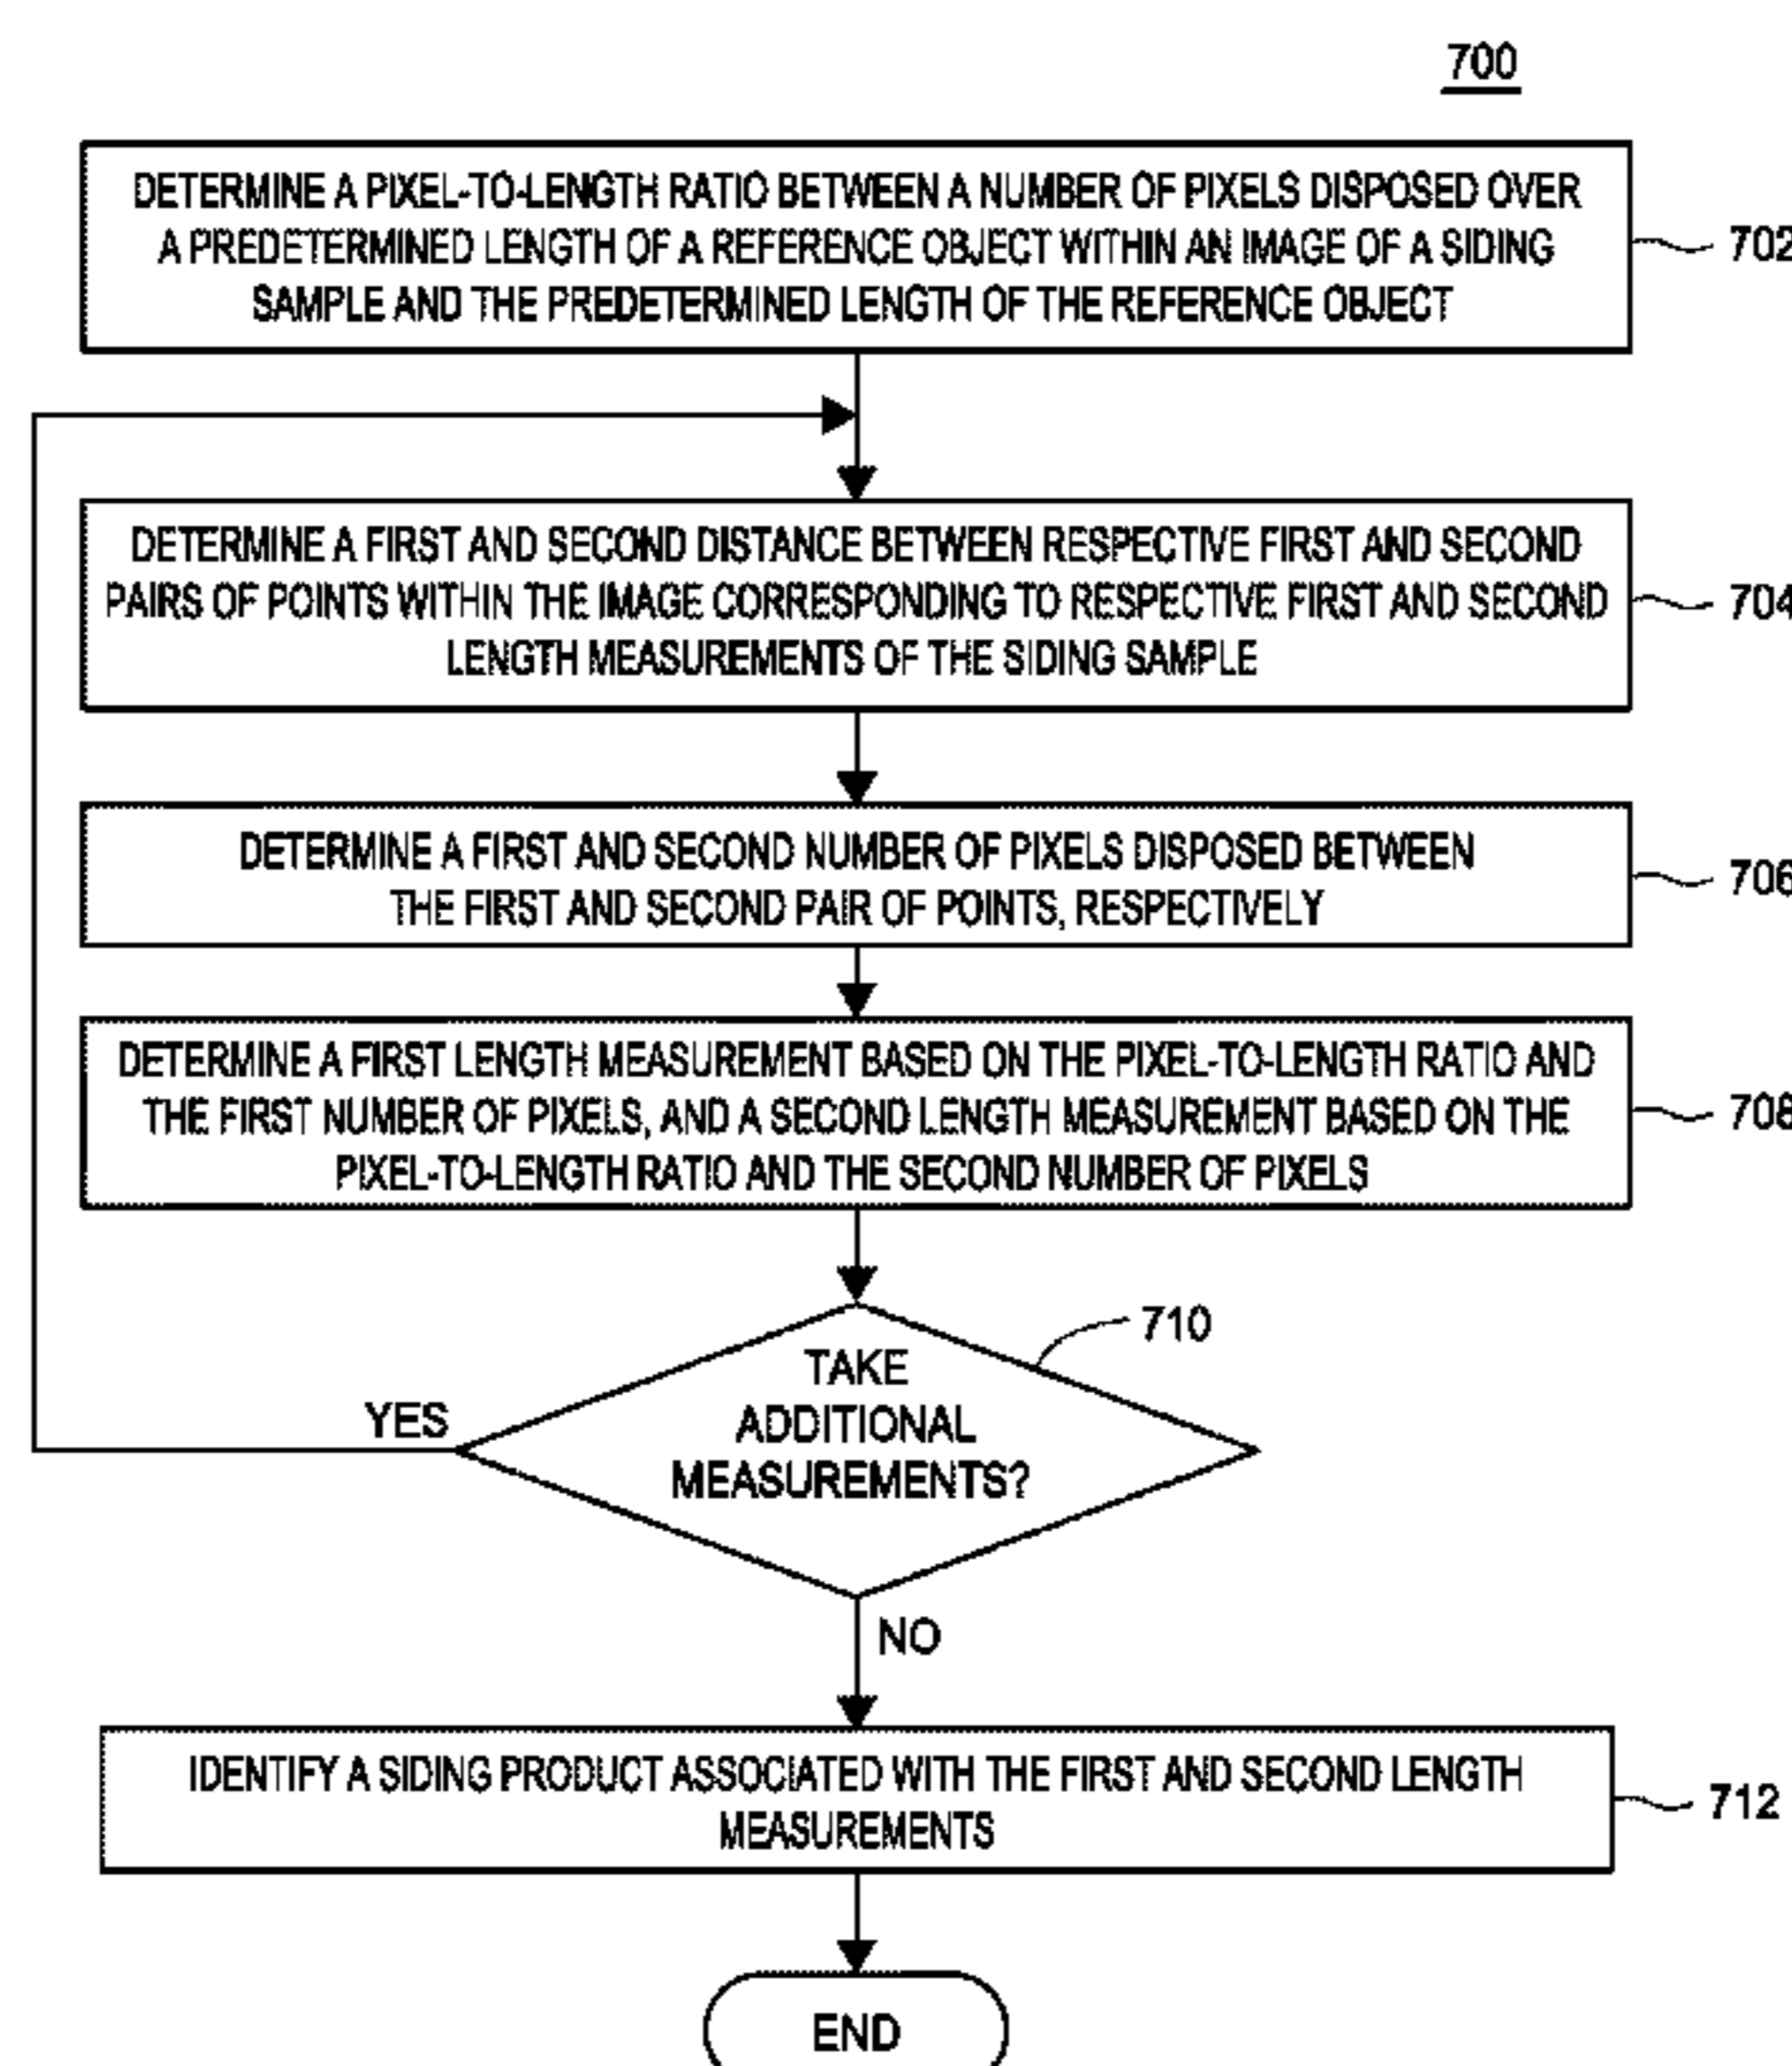 700
DETERMINE A PIXEL-TO-LENGTH RATIO BETWEEN A NUMBER OF PIXELS DISPOSED OVER
A PREDETERMINED LENGTH OF A REFERENCE OBJECT WITHIN AN IMAGE OF A SIDING
SAMPLE AND THE PREDETERMINED LENGTH OF THE REFERENCE OBJECT
702
DETERMINE A FIRST AND SECOND DISTANCE BETWEEN RESPECTIVE FIRST AND SECOND
PAIRS OF POINTS WITHIN THE IMAGE CORRESPONDING TO RESPECTIVE FIRST AND SECOND
LENGTH MEASUREMENTS OF THE SIDING SAMPLE
704
DETERMINE A FIRST AND SECOND NUMBER OF PIXELS DISPOSED BETWEEN
THE FIRST AND SECOND PAIR OF POINTS, RESPECTIVELY
706
DETERMINE A FIRST LENGTH MEASUREMENT BASED ON THE PIXEL-TO-LENGTH RATIO AND
THE FIRST NUMBER OF PIXELS, AND A SECOND LENGTH MEASUREMENT BASED ON THE
PIXEL-TO-LENGTH RATIO AND THE SECOND NUMBER OF PIXELS
708
710
TAKE
ADDITIONAL
MEASUREMENTS?
YES
NO
IDENTIFY A SIDING PRODUCT ASSOCIATED WITH THE FIRST AND SECOND LENGTH
MEASUREMENTS
712
END